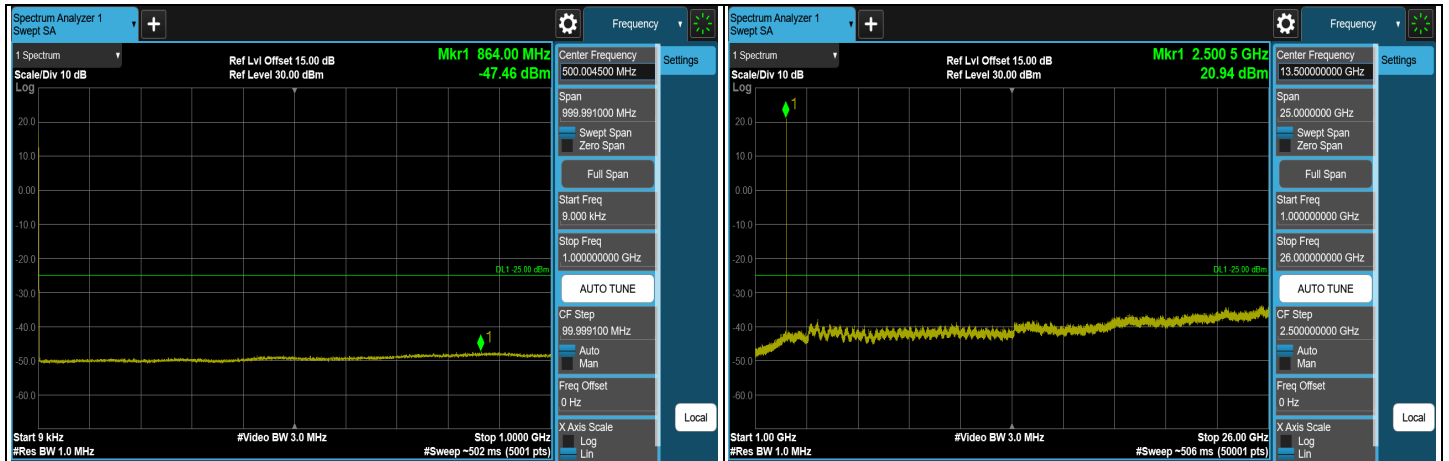 Spectrum Analyzer 1
Swept SA
+
Frequency
1 Spectrum
Scale/Div 10 dB
Log
Ref Lvl Offset 15.00 dB
Ref Level 30.00 dBm
Mkr1 864.00 MHz
-47.46 dBm
20.0
10.0
0.00
-10.0
-20.0
-30.0
-40.0
-50.0
-60.0
DL1 -25.00 dBm
1
Start 9 kHz
#Res BW 1.0 MHz
#Video BW 3.0 MHz
Stop 1.0000 GHz
#Sweep ~502 ms (5001 pts)
Center Frequency
500.004500 MHz
Span
999.991000 MHz
Swept Span
Zero Span
Full Span
Start Freq
9.000 kHz
Stop Freq
1.000000000 GHz
AUTO TUNE
CF Step
99.999100 MHz
Auto
Man
Freq Offset
0 Hz
X Axis Scale
Log
Lin
Settings
Local
Spectrum Analyzer 1
Swept SA
+
Frequency
1 Spectrum
Scale/Div 10 dB
Log
Ref Lvl Offset 15.00 dB
Ref Level 30.00 dBm
Mkr1 2.500 5 GHz
20.94 dBm
20.0
10.0
0.00
-10.0
-20.0
-30.0
-40.0
-50.0
-60.0
DL1 -25.00 dBm
1
Start 1.00 GHz
#Res BW 1.0 MHz
#Video BW 3.0 MHz
Stop 26.00 GHz
#Sweep ~506 ms (50001 pts)
Center Frequency
13.500000000 GHz
Span
25.0000000 GHz
Swept Span
Zero Span
Full Span
Start Freq
1.000000000 GHz
Stop Freq
26.000000000 GHz
AUTO TUNE
CF Step
2.500000000 GHz
Auto
Man
Freq Offset
0 Hz
X Axis Scale
Log
Lin
Settings
Local